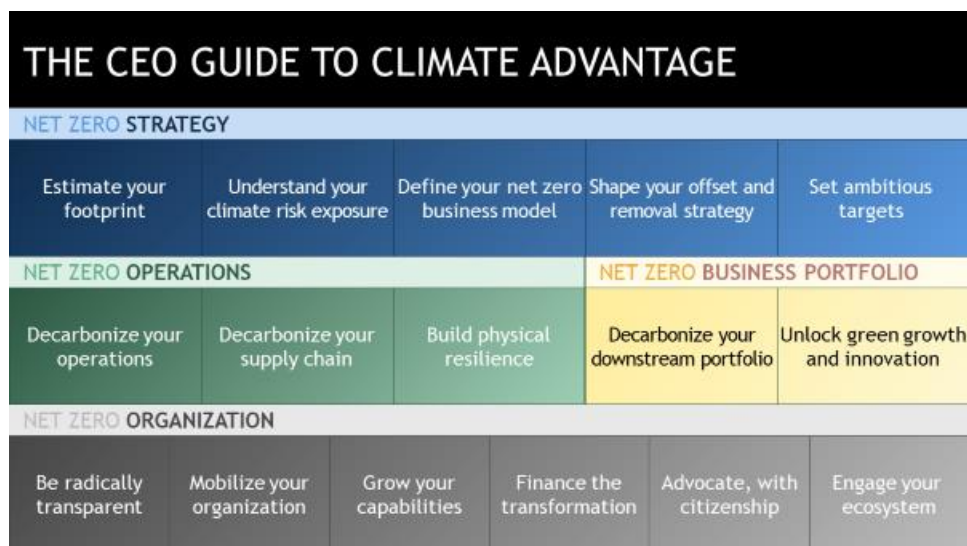 THE CEO GUIDE TO CLIMATE ADVANTAGE
NET ZERO STRATEGY
Estimate your
footprint
Understand your
climate risk exposure
Define your net zero
business model
Shape your offset and
removal strategy
Set ambitious
targets
NET ZERO OPERATIONS
Decarbonize your
operations
Decarbonize your
supply chain
Build physical
resilience
NET ZERO BUSINESS PORTFOLIO
Decarbonize your
downstream portfolio
Unlock green growth
and innovation
NET ZERO ORGANIZATION
Be radically
transparent
Mobilize your
organization
Grow your
capabilities
Finance the
transformation
Advocate, with
citizenship
Engage your
ecosystem